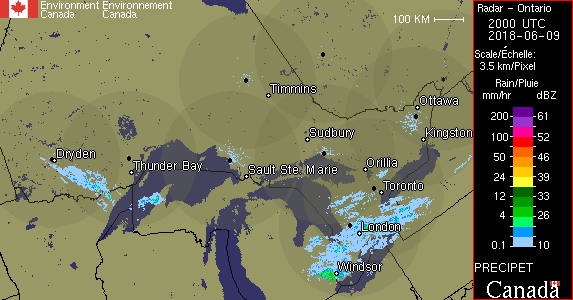 Environment Environnement
Canada Canada
100 KM
Timmins
Ottawa
Sudbury
Kingston
Dryden
Thunder Bay
Sault Ste. Marie
Orillia
Toronto
London
Windsor
Radar - Ontario
2000 UTC
2018-06-09
Scale/Échelle:
3.5 km/Pixel
Rain/Pluie
mm/hr dBZ
200 61
100 52
50 46
24 39
12 33
4 26
0.1 10
PRECIPET
Canada